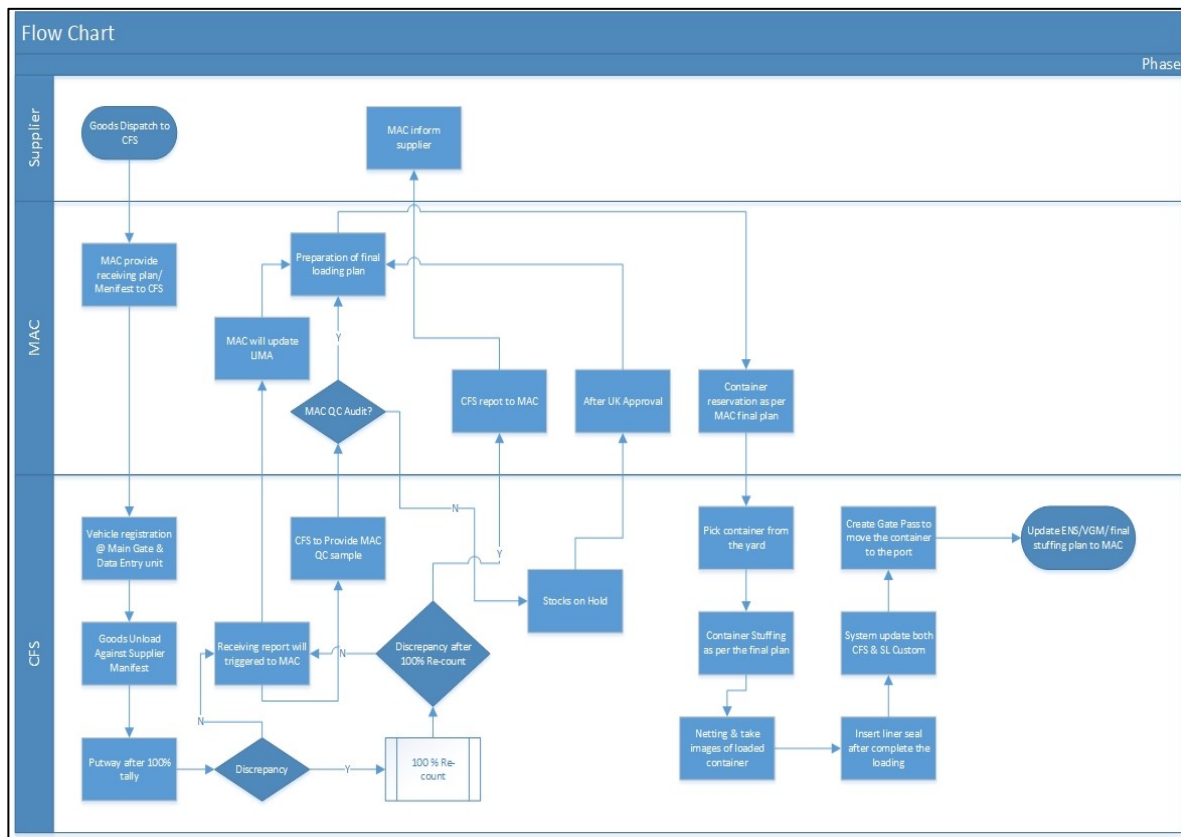 Flow Chart
Phase
Supplier
Goods Dispatch to
CFS
MAC inform
supplier
MAC
MAC provide
receiving plan/
Menifest to CFS
Preparation of final
loading plan
MAC will update
LIMA
Y
MAC QC Audit?
CFS repot to MAC
After UK Approval
Container
reservation as per
MAC final plan
CFS
Vehicle registration
@ Main Gate &
Data Entry unit
CFS to Provide MAC
QC sample
N
Y
Stocks on Hold
Pick container from
the yard
Create Gate Pass to
move the container
to the port
Update ENS/VGM/ final
stuffing plan to MAC
Goods Unload
Against Supplier
Manifest
Receiving report will
triggered to MAC
N
Discrepancy after
100% Re-count
Container Stuffing
as per the final plan
System update both
CFS & SL Custom
N
Putway after 100%
tally
Discrepancy
Y
100 % Re-
count
Netting & take
images of loaded
container
Insert liner seal
after complete the
loading